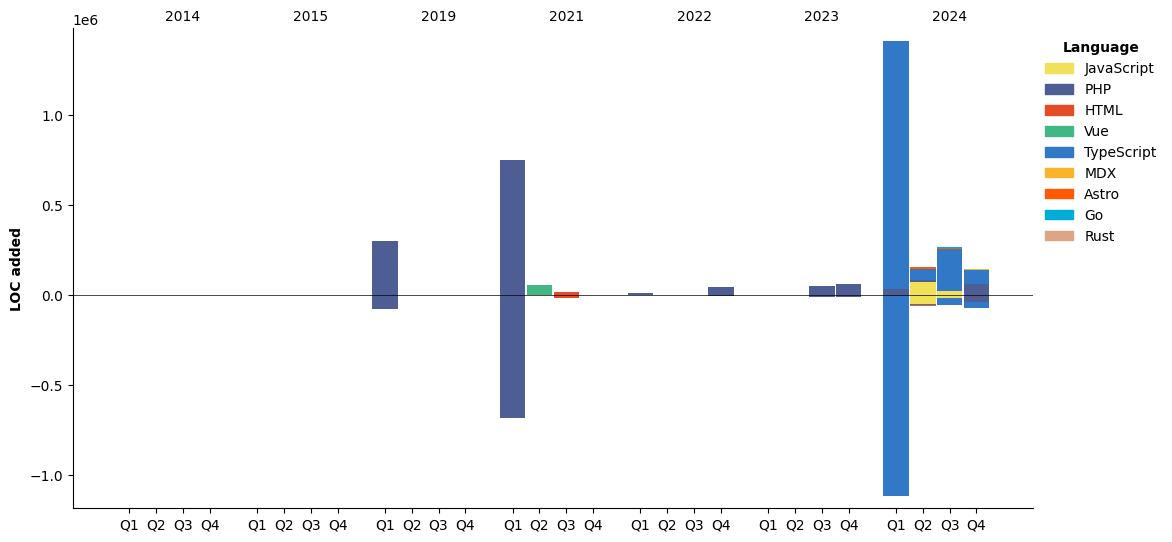 1e6
2014 2015 2019 2021 2022 2023 2024
Language
JavaScript
PHP
HTML
Vue
TypeScript
MDX
Astro
Go
Rust
LOC added
1.0
0.5
0.0
−0.5
−1.0
Q1 Q2 Q3 Q4 Q1 Q2 Q3 Q4 Q1 Q2 Q3 Q4 Q1 Q2 Q3 Q4 Q1 Q2 Q3 Q4 Q1 Q2 Q3 Q4 Q1 Q2 Q3 Q4